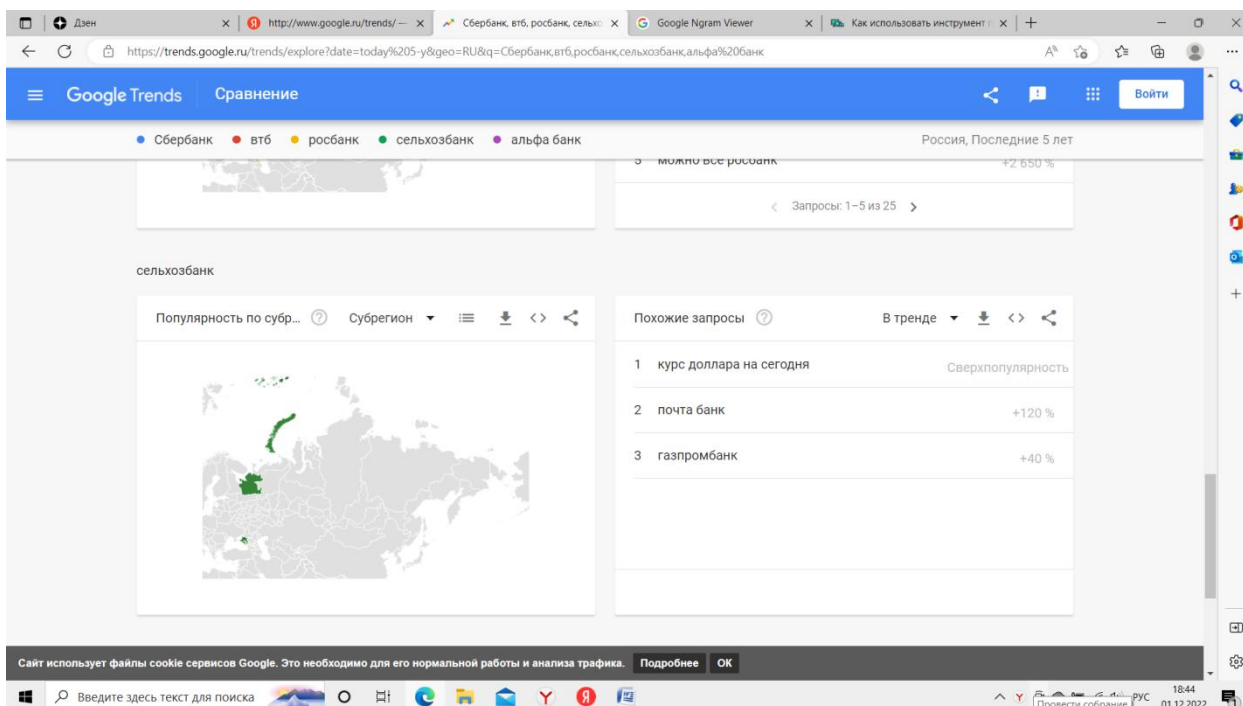 Дзен
http://www.google.ru/trends/ —
Сбербанк, втб, росбанк, сельхо
Google Ngram Viewer
Как использовать инструмент
https://trends.google.ru/trends/explore?date=today%205-y&geo=RU&q=Сбербанк,втб,росбанк,сельхозбанк,альфа%20банк
Google Trends Сравнение
Войти
Сбербанк втб росбанк сельхозбанк альфа банк
Россия, Последние 5 лет
5 можно все росбанк +2 650 %
Запросы: 1–5 из 25
сельхозбанк
Популярность по субр... Субрегион
Похожие запросы В тренде
1 курс доллара на сегодня Сверхпопулярность
2 почта банк +120 %
3 газпромбанк +40 %
Сайт использует файлы cookie сервисов Google. Это необходимо для его нормальной работы и анализа трафика. Подробнее ОК
Введите здесь текст для поиска
РУС
18:44
Провести собрание
01.12.2022